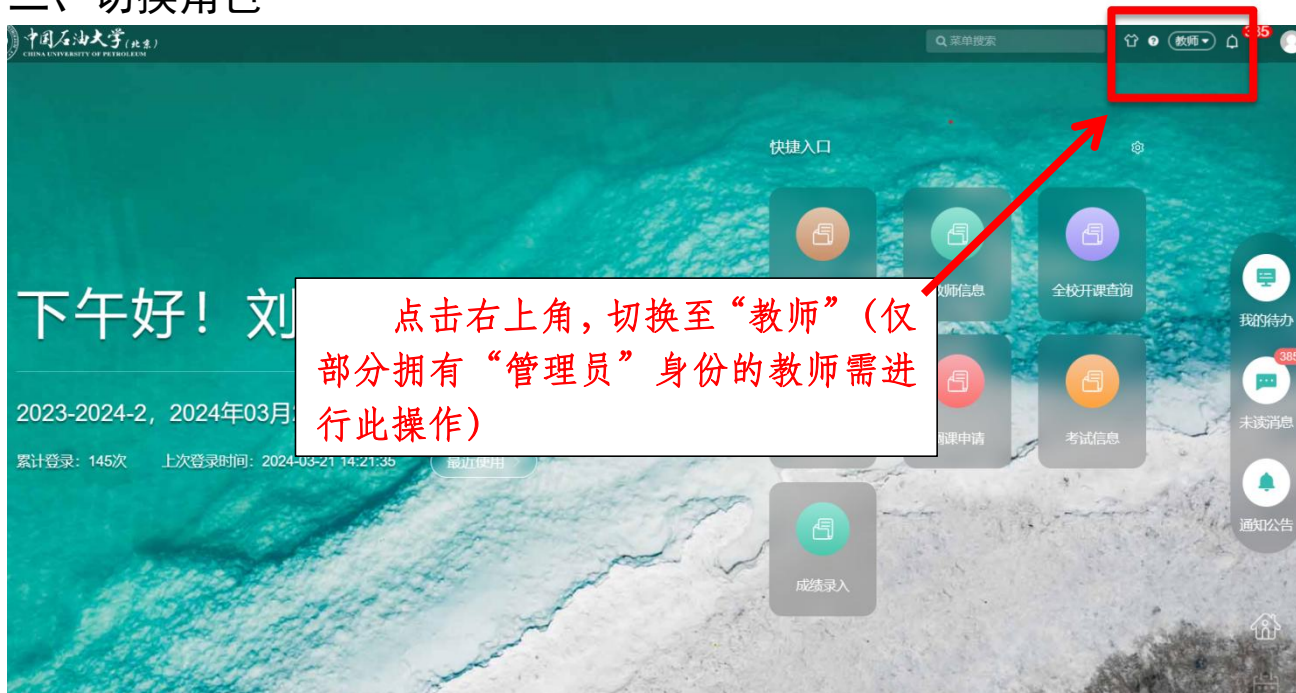 切换角色
中国石油大学(北京)
CHINA UNIVERSITY OF PETROLEUM
菜单搜索
教师
385
快捷入口
教师信息
全校开课查询
我的待办
下午好！刘
点击右上角，切换至“教师”（仅
部分拥有“管理员”身份的教师需进
行此操作）
385
未读消息
2023-2024-2，2024年03月
调课申请
考试信息
累计登录：145次
上次登录时间：2024-03-21 14:21:35
最近使用
通知公告
成绩录入